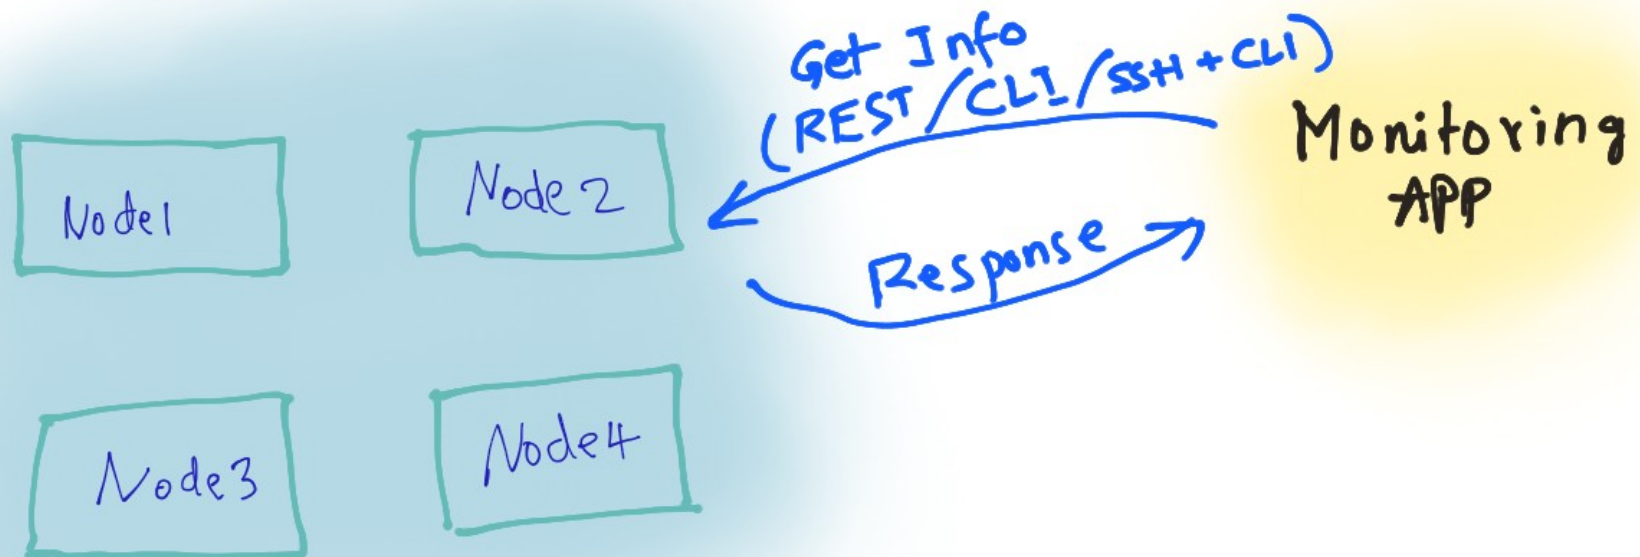 Get Info
(REST/CLI/SSH+CLI)
Monitoring
APP
Node1
Node2
Response
Node3
Node4